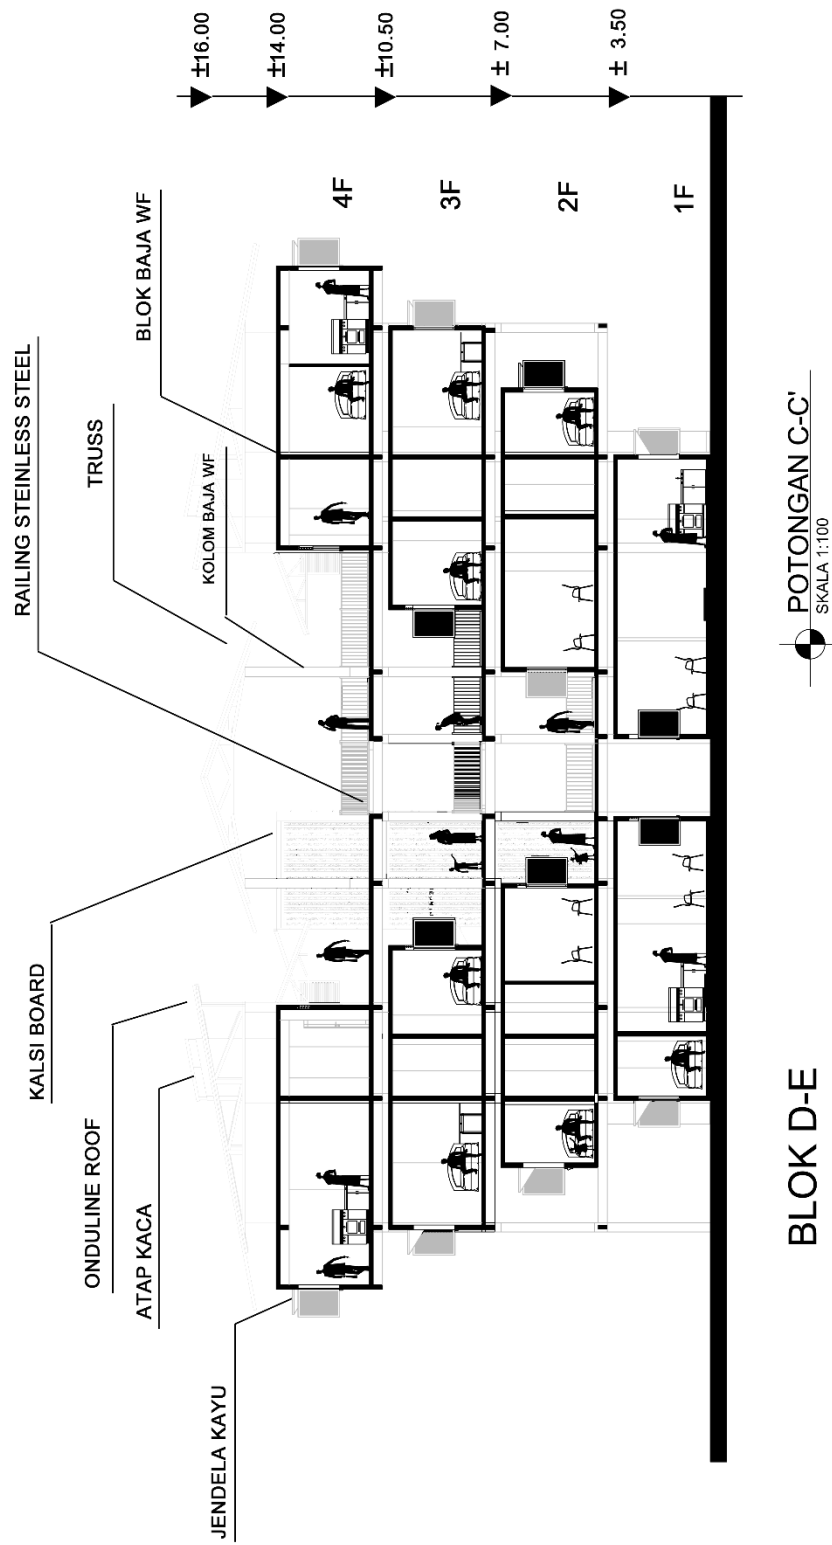 JENDELA KAYU
ATAP KACA
ONDULINE ROOF
KALSI BOARD
RAILING STEINLESS STEEL
TRUSS
KOLOM BAJA WF
BLOK BAJA WF
±16.00
±14.00
±10.50
± 7.00
± 3.50
4F
3F
2F
1F
BLOK D-E
POTONGAN C-C'
SKALA 1:100